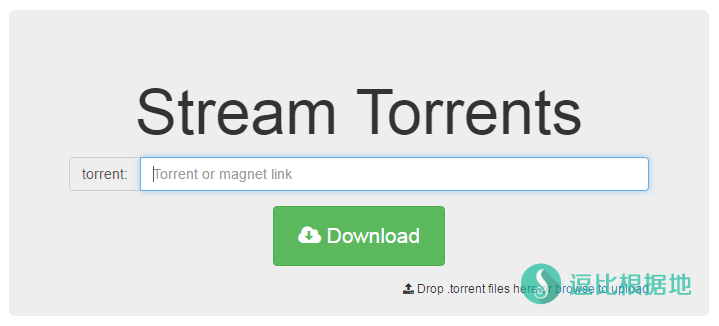 Stream Torrents
torrent:
Torrent or magnet link
Download
Drop .torrent files here or browse to upload
逗比根据地